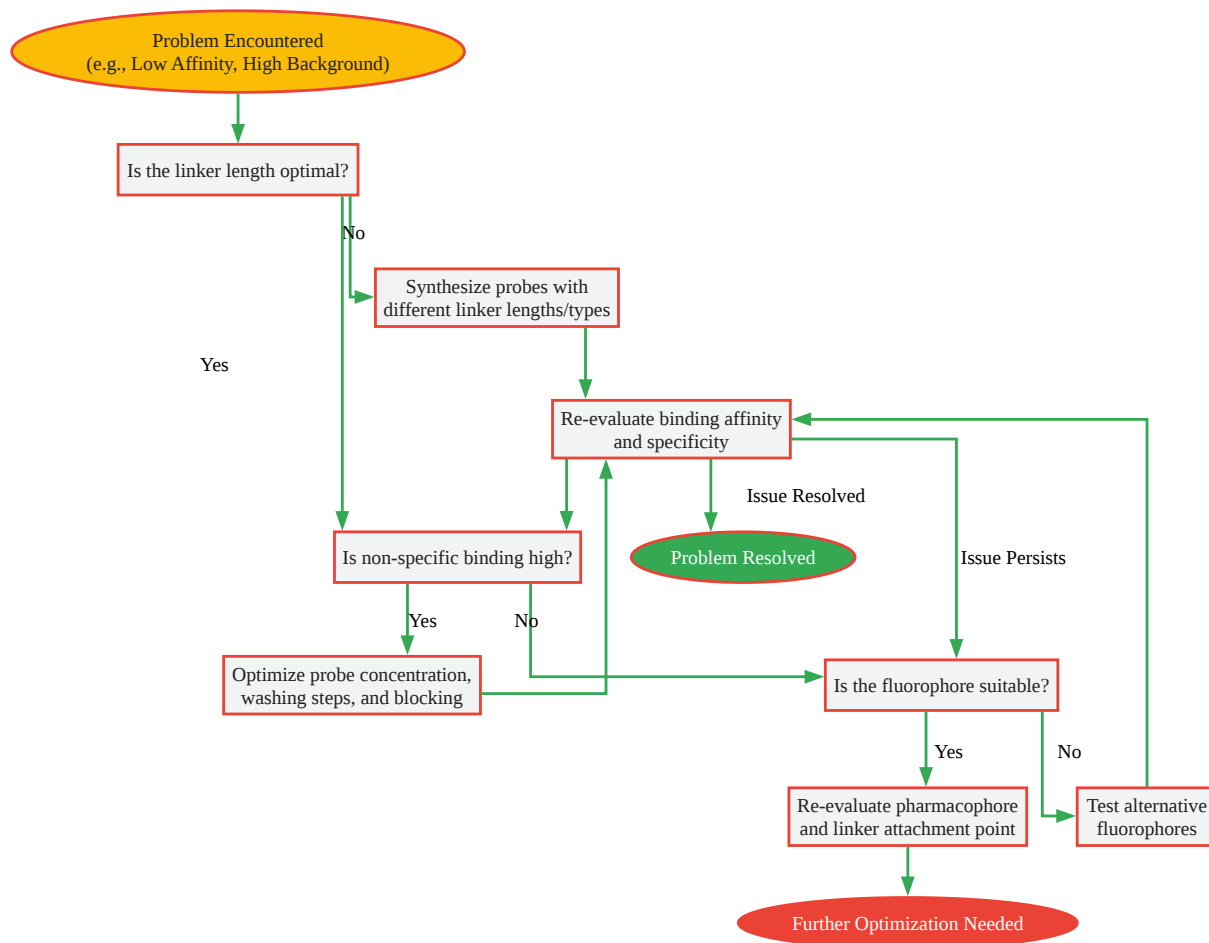 Problem Encountered
(e.g., Low Affinity, High Background)
Is the linker length optimal?
No
Synthesize probes with
different linker lengths/types
Yes
Re-evaluate binding affinity
and specificity
Issue Resolved
Is non-specific binding high?
Problem Resolved
Issue Persists
Yes
No
Optimize probe concentration,
washing steps, and blocking
Is the fluorophore suitable?
Yes
No
Re-evaluate pharmacophore
and linker attachment point
Test alternative
fluorophores
Further Optimization Needed